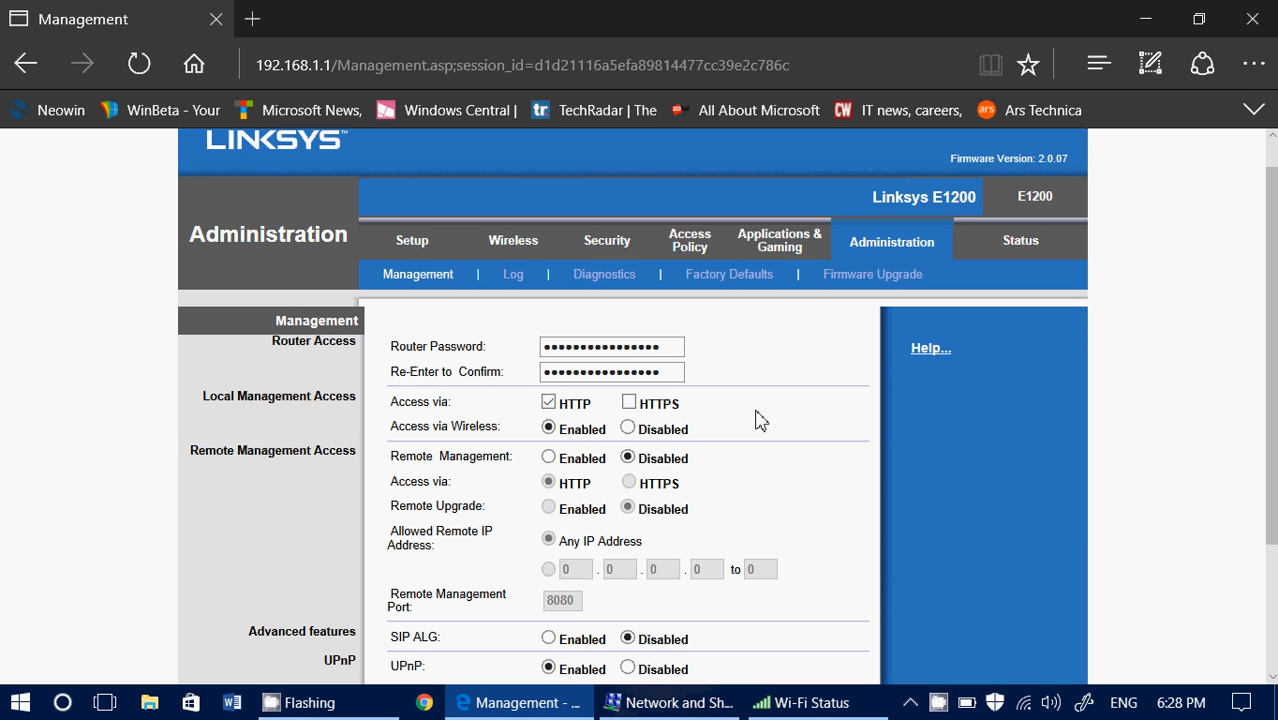 Management
192.168.1.1/Management.asp;session_id=d1d21116a5efa89814477cc39e2c786c
Neowin WinBeta - Your Microsoft News, Windows Central | tr TechRadar | The All About Microsoft CW IT news, careers, ars Ars Technica
LINKSYS™
Firmware Version: 2.0.07
Linksys E1200 E1200
Administration
Setup Wireless Security Access Policy Applications & Gaming Administration Status
Management | Log | Diagnostics | Factory Defaults | Firmware Upgrade
Management
Router Access
Router Password: ••••••••••••••••
Re-Enter to Confirm: ••••••••••••••••
Help...
Local Management Access
Access via: HTTP HTTPS
Access via Wireless: Enabled Disabled
Remote Management Access
Remote Management: Enabled Disabled
Access via: HTTP HTTPS
Remote Upgrade: Enabled Disabled
Allowed Remote IP
Address:
Any IP Address
0 . 0 . 0 . 0 to 0
Remote Management
Port:
8080
Advanced features
SIP ALG: Enabled Disabled
UPnP
UPnP: Enabled Disabled
Flashing Management - ... Network and Sh... Wi-Fi Status ENG 6:28 PM